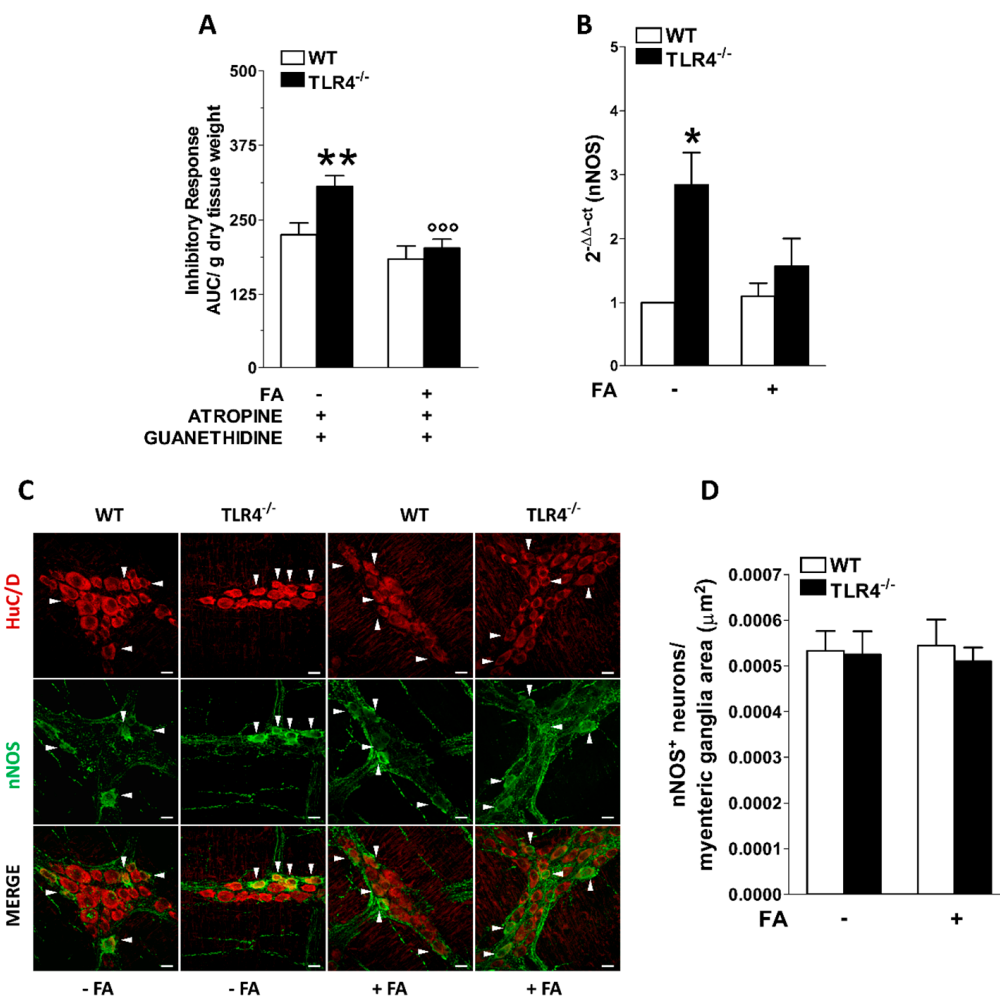 A
WT
TLR4-/-
500
375
250
125
0
Inhibitory Response
AUC/ g dry tissue weight
**
°°°
FA - +
ATROPINE + +
GUANETHIDINE + +
B
WT
TLR4-/-
5
4
3
2
1
0
2-ΔΔ-ct (nNOS)
*
FA - +
C
WT TLR4-/- WT TLR4-/-
HuC/D
nNOS
MERGE
- FA - FA + FA + FA
D
WT
TLR4-/-
0.0007
0.0006
0.0005
0.0004
0.0003
0.0002
0.0001
0.0000
nNOS+ neurons/
myenteric ganglia area (μm2)
FA - +